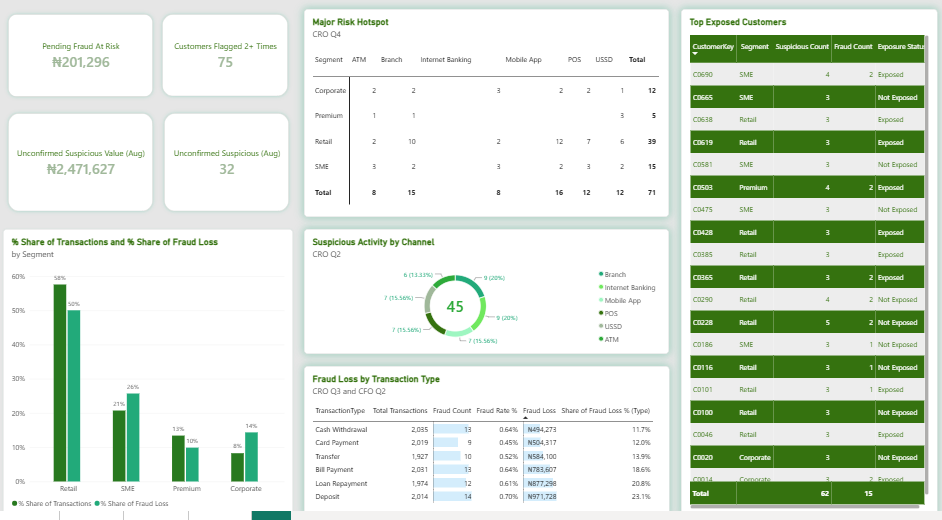 Pending Fraud At Risk
₦201,296
Customers Flagged 2+ Times
75
Unconfirmed Suspicious Value (Aug)
₦2,471,627
Unconfirmed Suspicious (Aug)
32
% Share of Transactions and % Share of Fraud Loss
by Segment
60%
50%
40%
30%
20%
10%
0%
58%
50%
21%
26%
13%
10%
8%
14%
Retail
SME
Premium
Corporate
% Share of Transactions % Share of Fraud Loss
Major Risk Hotspot
CRO Q4
Segment ATM Branch Internet Banking Mobile App POS USSD Total
Corporate 2 2 3 2 2 1 12
Premium 1 1 3 5
Retail 2 10 2 12 7 6 39
SME 3 2 3 2 3 2 15
Total 8 15 8 16 12 12 71
Suspicious Activity by Channel
CRO Q2
6 (13.33%)
9 (20%)
7 (15.56%)
9 (20%)
7 (15.56%)
7 (15.56%)
45
Branch
Internet Banking
Mobile App
POS
USSD
ATM
Fraud Loss by Transaction Type
CRO Q3 and CFO Q2
TransactionType Total Transactions Fraud Count Fraud Rate % Fraud Loss Share of Fraud Loss % (Type)
Cash Withdrawal 2,035 13 0.64% ₦494,273 11.7%
Card Payment 2,019 9 0.45% ₦504,317 12.0%
Transfer 1,927 10 0.52% ₦584,100 13.9%
Bill Payment 2,031 13 0.64% ₦783,607 18.6%
Loan Repayment 1,974 12 0.61% ₦877,298 20.8%
Deposit 2,014 14 0.70% ₦971,728 23.1%
Top Exposed Customers
CustomerKey Segment Suspicious Count Fraud Count Exposure Status
C0690 SME 4 2 Exposed
C0665 SME 3 Not Exposed
C0638 Retail 3 Exposed
C0619 Retail 3 Exposed
C0581 SME 3 Not Exposed
C0503 Premium 4 2 Exposed
C0475 SME 3 Not Exposed
C0428 Retail 3 Exposed
C0385 Retail 3 Exposed
C0365 Retail 3 2 Exposed
C0290 Retail 4 2 Not Exposed
C0228 Retail 5 2 Exposed
C0186 SME 3 1 Not Exposed
C0116 Retail 3 1 Not Exposed
C0101 Retail 3 1 Exposed
C0100 Retail 3 Not Exposed
C0046 Retail 3 Exposed
C0020 Corporate 3 Not Exposed
C0014 Corporate 3 2 Exposed
Total 62 15